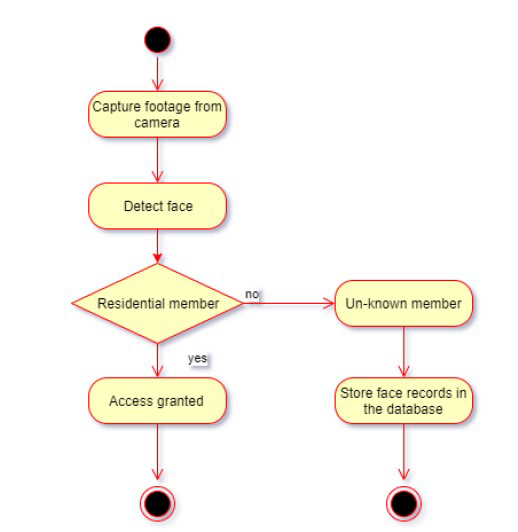 Capture footage from
camera
Detect face
Residential member
no
Un-known member
yes
Access granted
Store face records in
the database